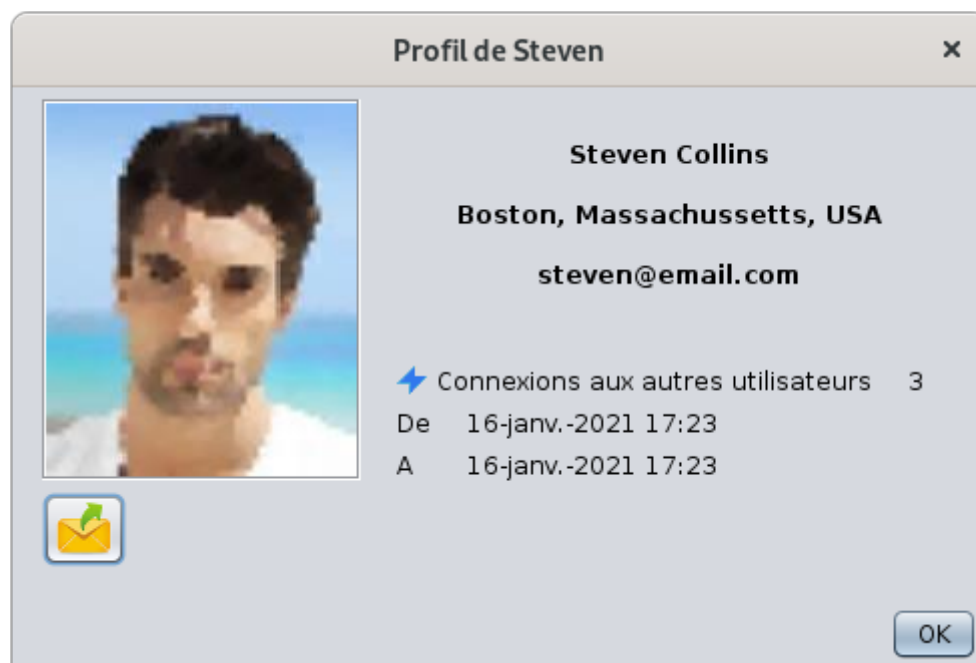 Profil de Steven
Steven Collins
Boston, Massachussetts, USA
steven@email.com
Connexions aux autres utilisateurs 3
De 16-janv.-2021 17:23
A 16-janv.-2021 17:23
OK